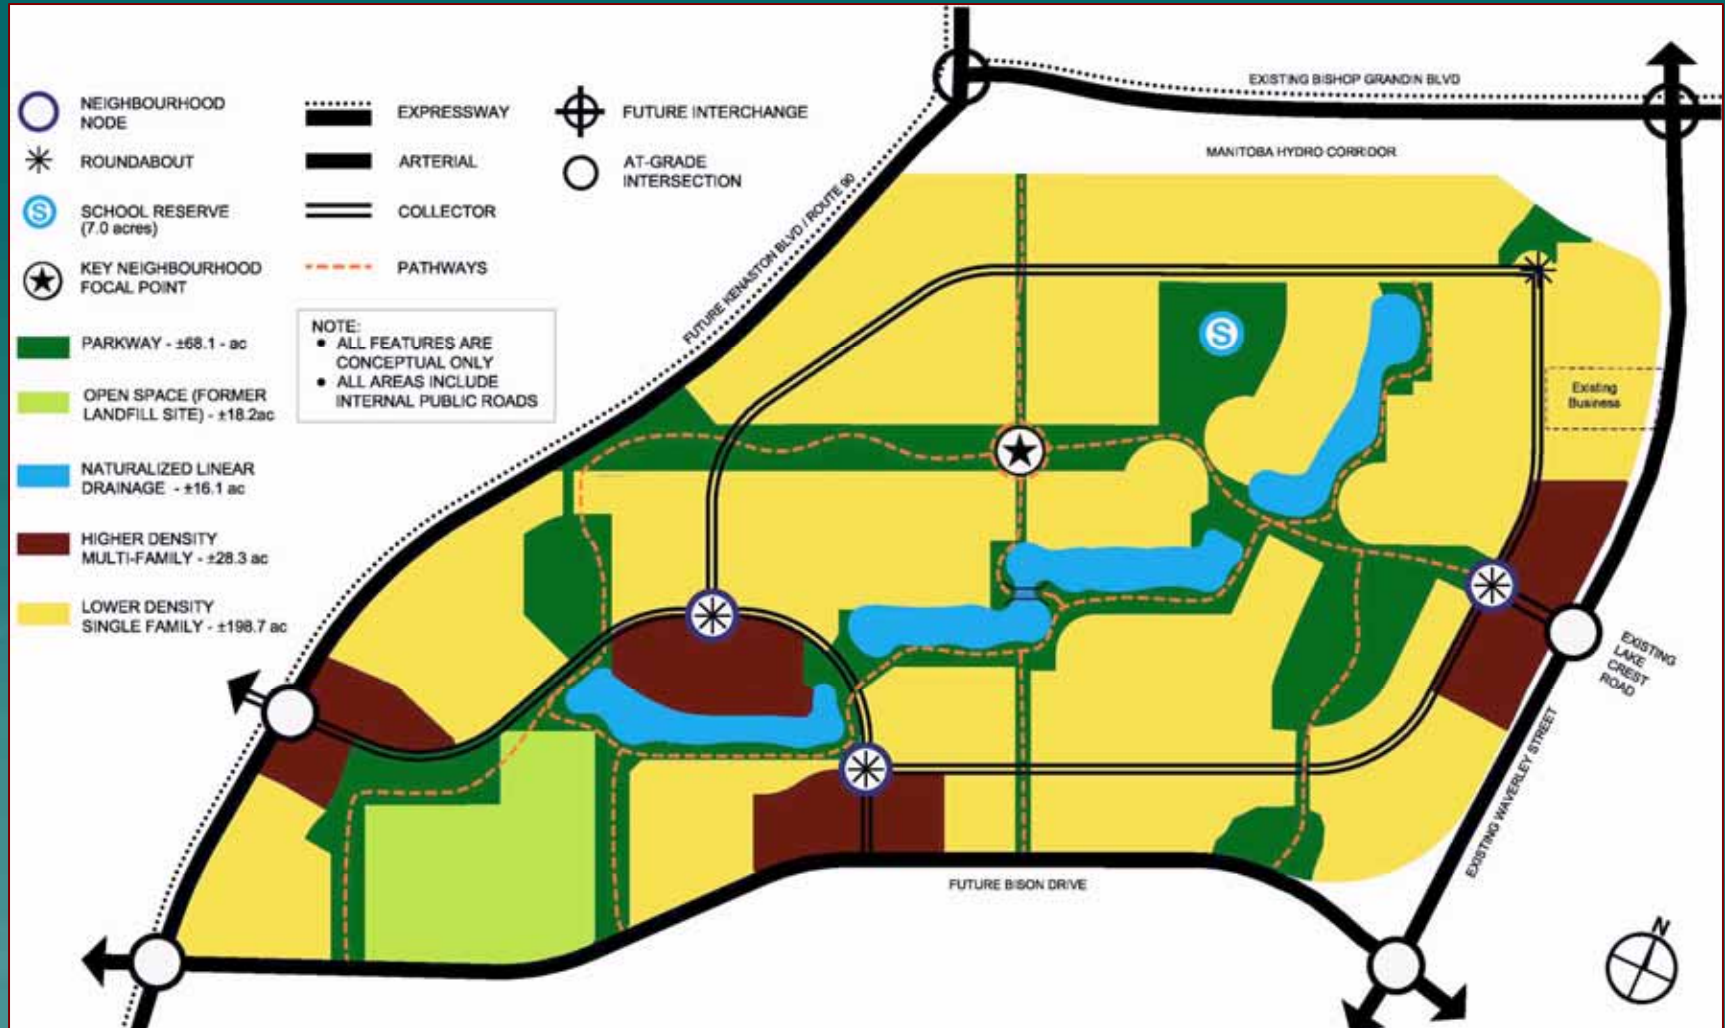 NEIGHBOURHOOD
NODE
ROUNDABOUT
S
SCHOOL RESERVE
(7.0 acres)
KEY NEIGHBOURHOOD
FOCAL POINT
PARKWAY - ±68.1 - ac
OPEN SPACE (FORMER
LANDFILL SITE) - ±18.2ac
NATURALIZED LINEAR
DRAINAGE - ±16.1 ac
HIGHER DENSITY
MULTI-FAMILY - ±28.3 ac
LOWER DENSITY
SINGLE FAMILY - ±198.7 ac
EXPRESSWAY
ARTERIAL
COLLECTOR
PATHWAYS
NOTE:
• ALL FEATURES ARE
CONCEPTUAL ONLY
• ALL AREAS INCLUDE
INTERNAL PUBLIC ROADS
FUTURE INTERCHANGE
AT-GRADE
INTERSECTION
EXISTING BISHOP GRANDIN BLVD
MANITOBA HYDRO CORRIDOR
FUTURE KENASTON BLVD / ROUTE 90
S
Existing
Business
EXISTING
LAKE
CREST
ROAD
EXISTING WAVERLEY STREET
FUTURE BISON DRIVE
N